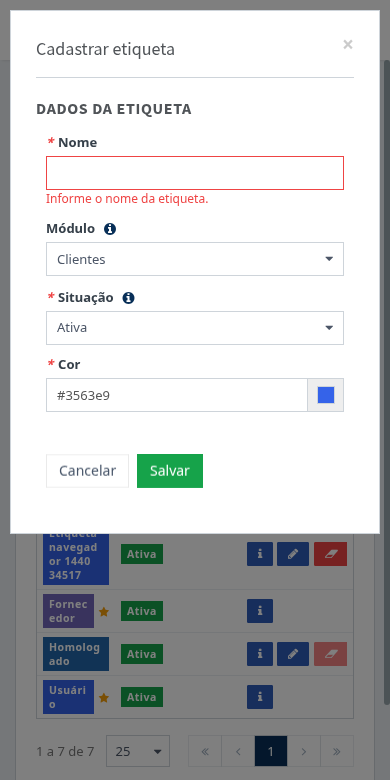 Cadastrar etiqueta ×
DADOS DA ETIQUETA
* Nome
Informe o nome da etiqueta.
Módulo
Clientes
* Situação
Ativa
* Cor
#3563e9
Cancelar Salvar
Etiqueta
navegad
or 1440
34517
Ativa
Fornec
edor
Ativa
Homolog
ado
Ativa
Usuári
o
Ativa
1 a 7 de 7 25 « ‹ 1 › »